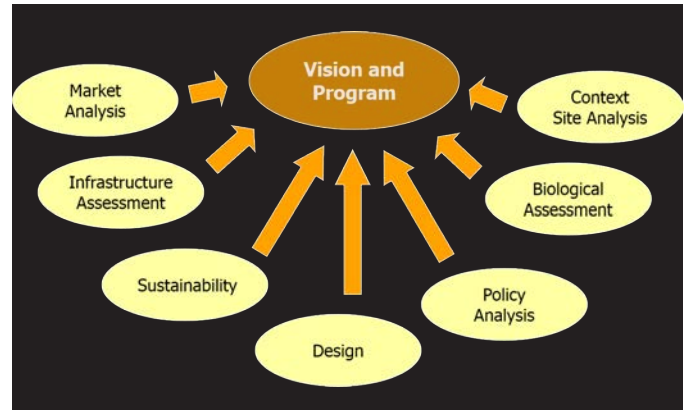 Vision and
Program
Market
Analysis
Context
Site Analysis
Infrastructure
Assessment
Biological
Assessment
Sustainability
Policy
Analysis
Design